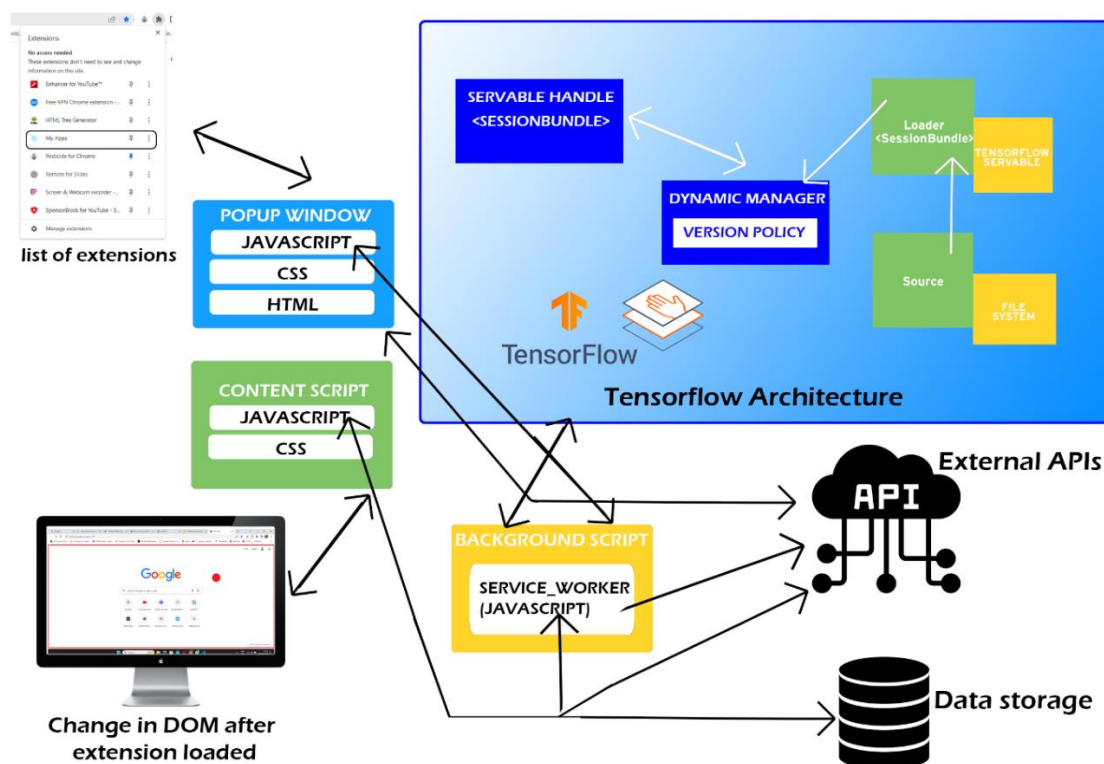 Extensions
No access needed
These extensions don't need to see and change
information on this site.
Enhancer for YouTube™
Free VPN Chrome extension -...
HTML Tree Generator
My Apps
Pesticide for Chrome
Remote for Slides
Screen & Webcam recorder -...
SponsorBlock for YouTube - S...
Manage extensions
list of extensions
POPUP WINDOW
JAVASCRIPT
CSS
HTML
CONTENT SCRIPT
JAVASCRIPT
CSS
Google
Change in DOM after
extension loaded
SERVABLE HANDLE
<SESSIONBUNDLE>
DYNAMIC MANAGER
VERSION POLICY
Loader
<SessionBundle>
TENSORFLOW
SERVABLE
Source
FILE
SYSTEM
TensorFlow
Tensorflow Architecture
BACKGROUND SCRIPT
SERVICE_WORKER
(JAVASCRIPT)
External APIs
API
Data storage